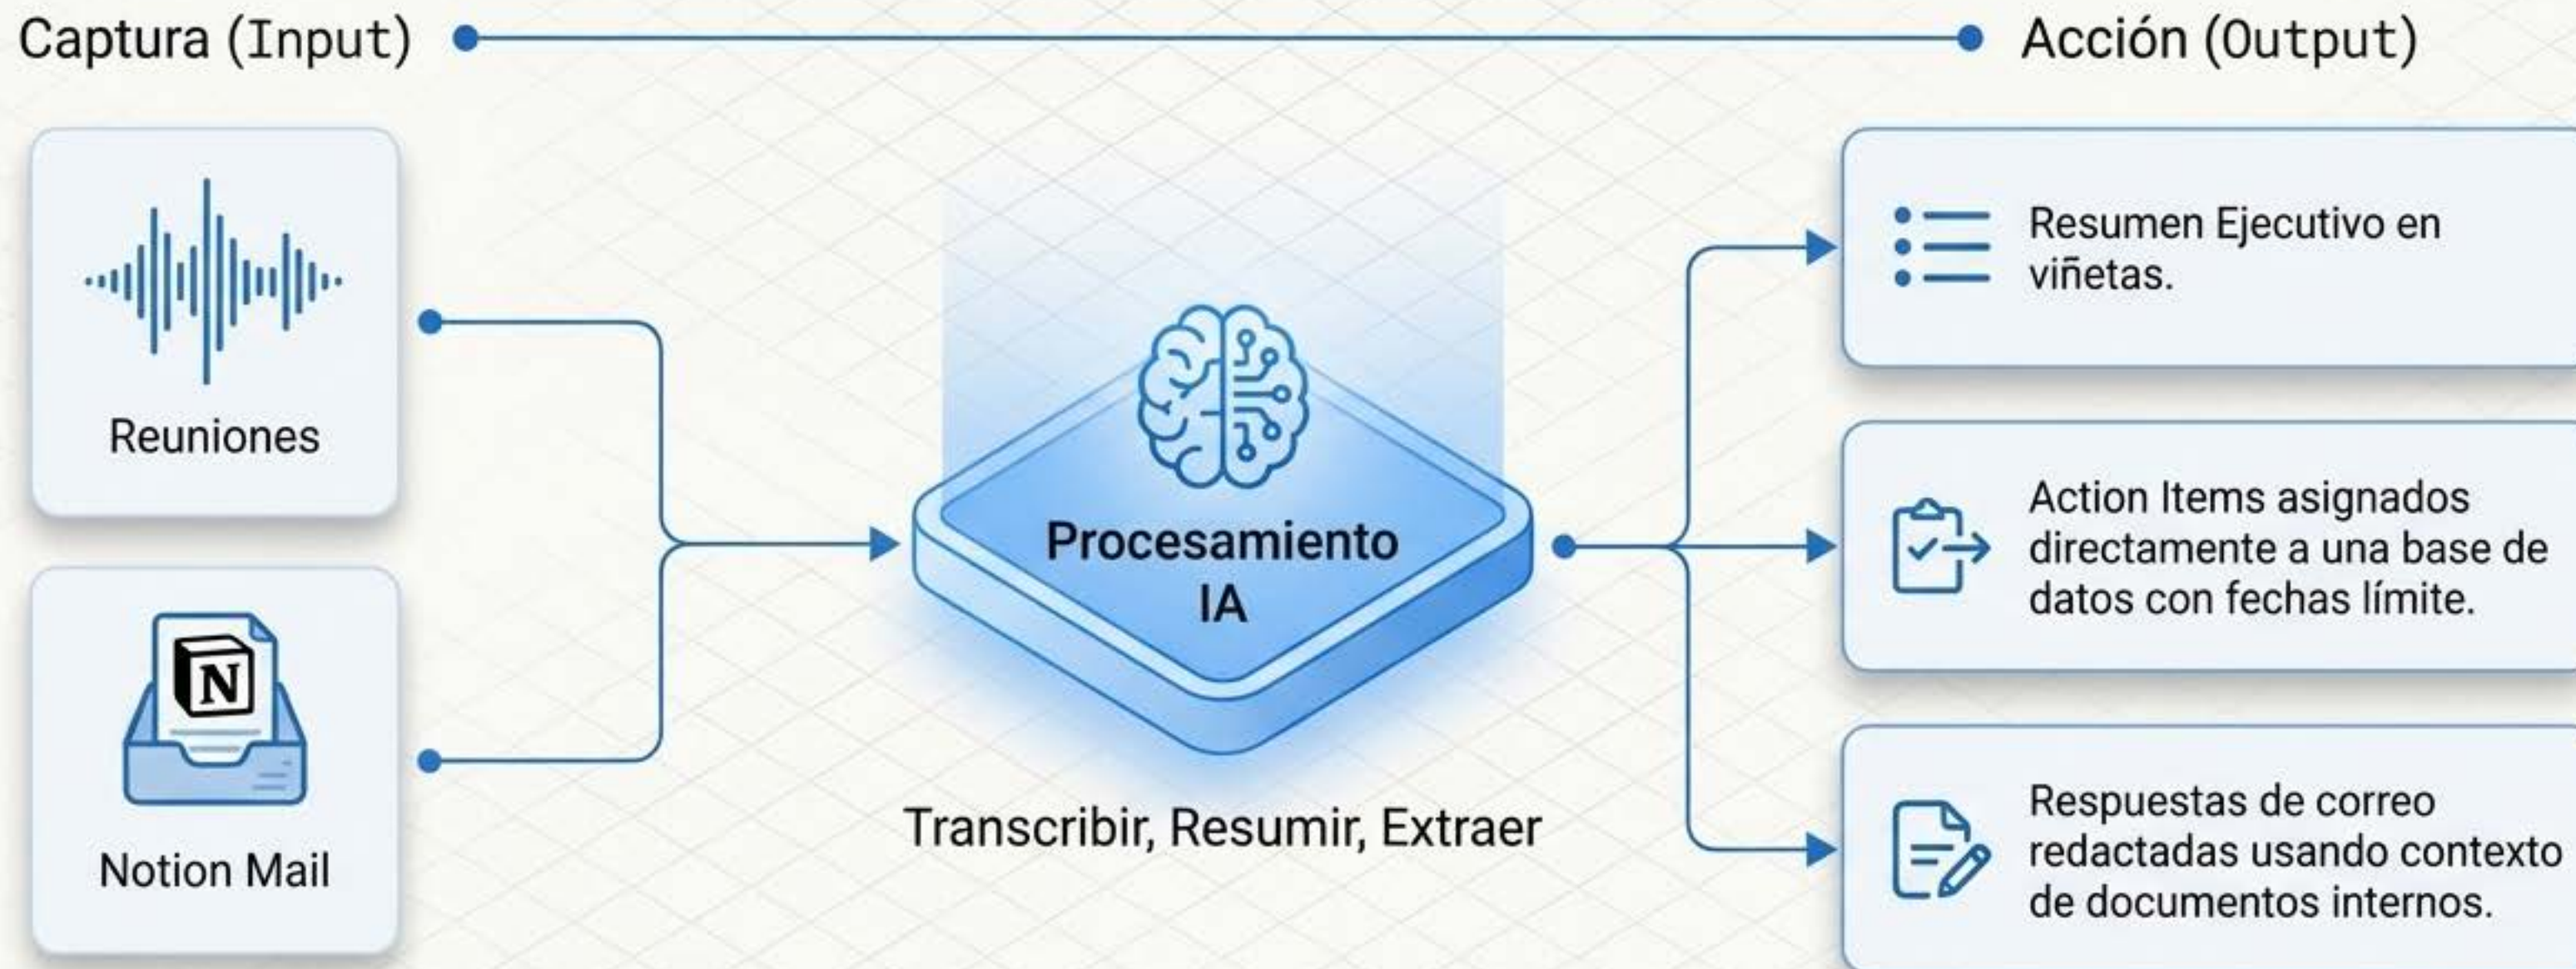 Captura (Input)
Acción (Output)
Reuniones
N
Notion Mail
Procesamiento
IA
Transcribir, Resumir, Extraer
Resumen Ejecutivo en
viñetas.
Action Items asignados
directamente a una base de
datos con fechas límite.
Respuestas de correo
redactadas usando contexto
de documentos internos.